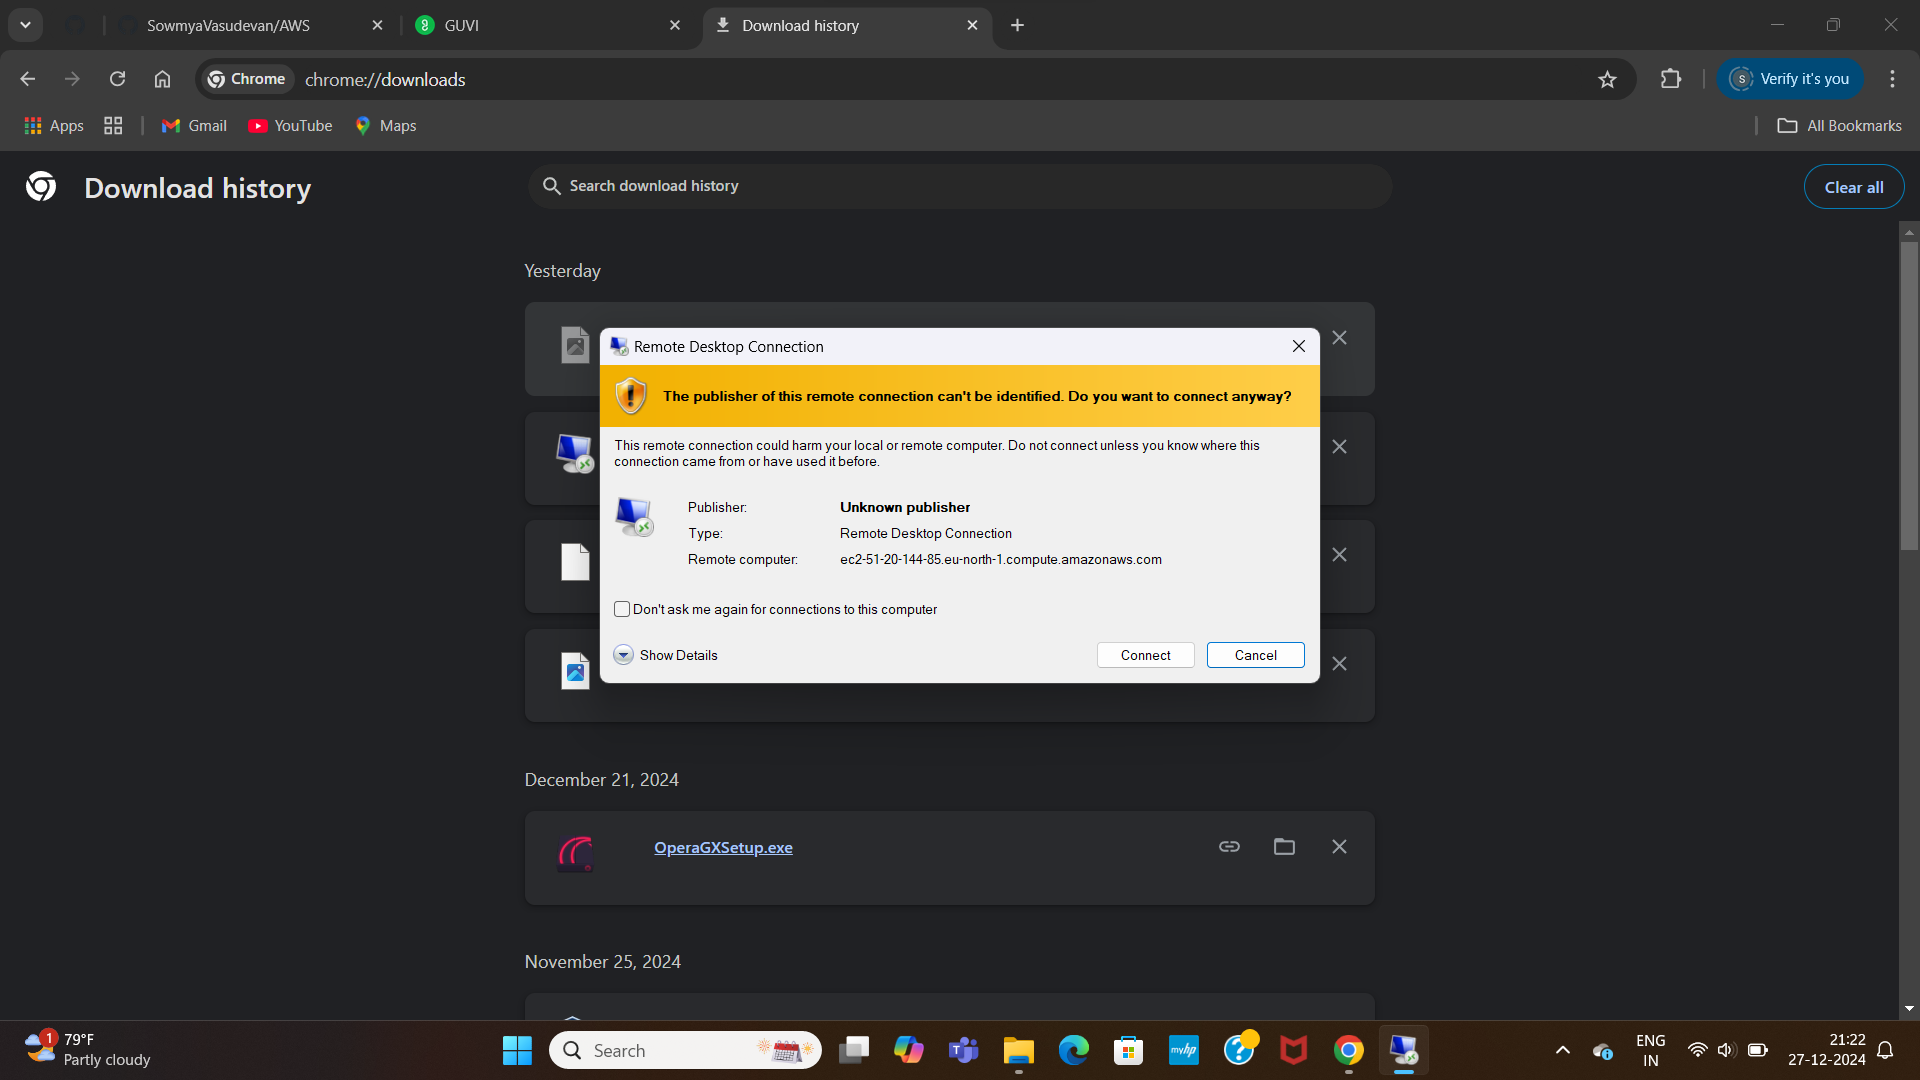 SowmyaVasudevan/AWS
GUVI
Download history
Chrome
chrome://downloads
S
Verify it's you
Apps
Gmail
YouTube
Maps
All Bookmarks
Download history
Search download history
Clear all
Yesterday
Remote Desktop Connection
The publisher of this remote connection can't be identified. Do you want to connect anyway?
This remote connection could harm your local or remote computer. Do not connect unless you know where this
connection came from or have used it before.
Publisher: Unknown publisher
Type: Remote Desktop Connection
Remote computer: ec2-51-20-144-85.eu-north-1.compute.amazonaws.com
Don't ask me again for connections to this computer
Show Details
Connect
Cancel
December 21, 2024
OperaGXSetup.exe
November 25, 2024
1
79°F
Partly cloudy
Search
myhp
ENG
IN
21:22
27-12-2024